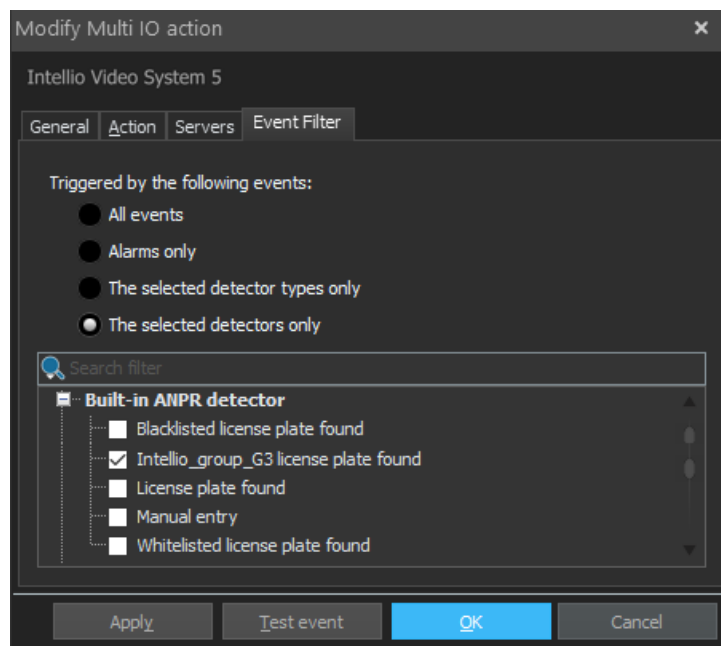 Modify Multi IO action
Intellio Video System 5
General Action Servers Event Filter
Triggered by the following events:
All events
Alarms only
The selected detector types only
The selected detectors only
Search filter
Built-in ANPR detector
Blacklisted license plate found
Intellio_group_G3 license plate found
License plate found
Manual entry
Whitelisted license plate found
Apply Test event OK Cancel